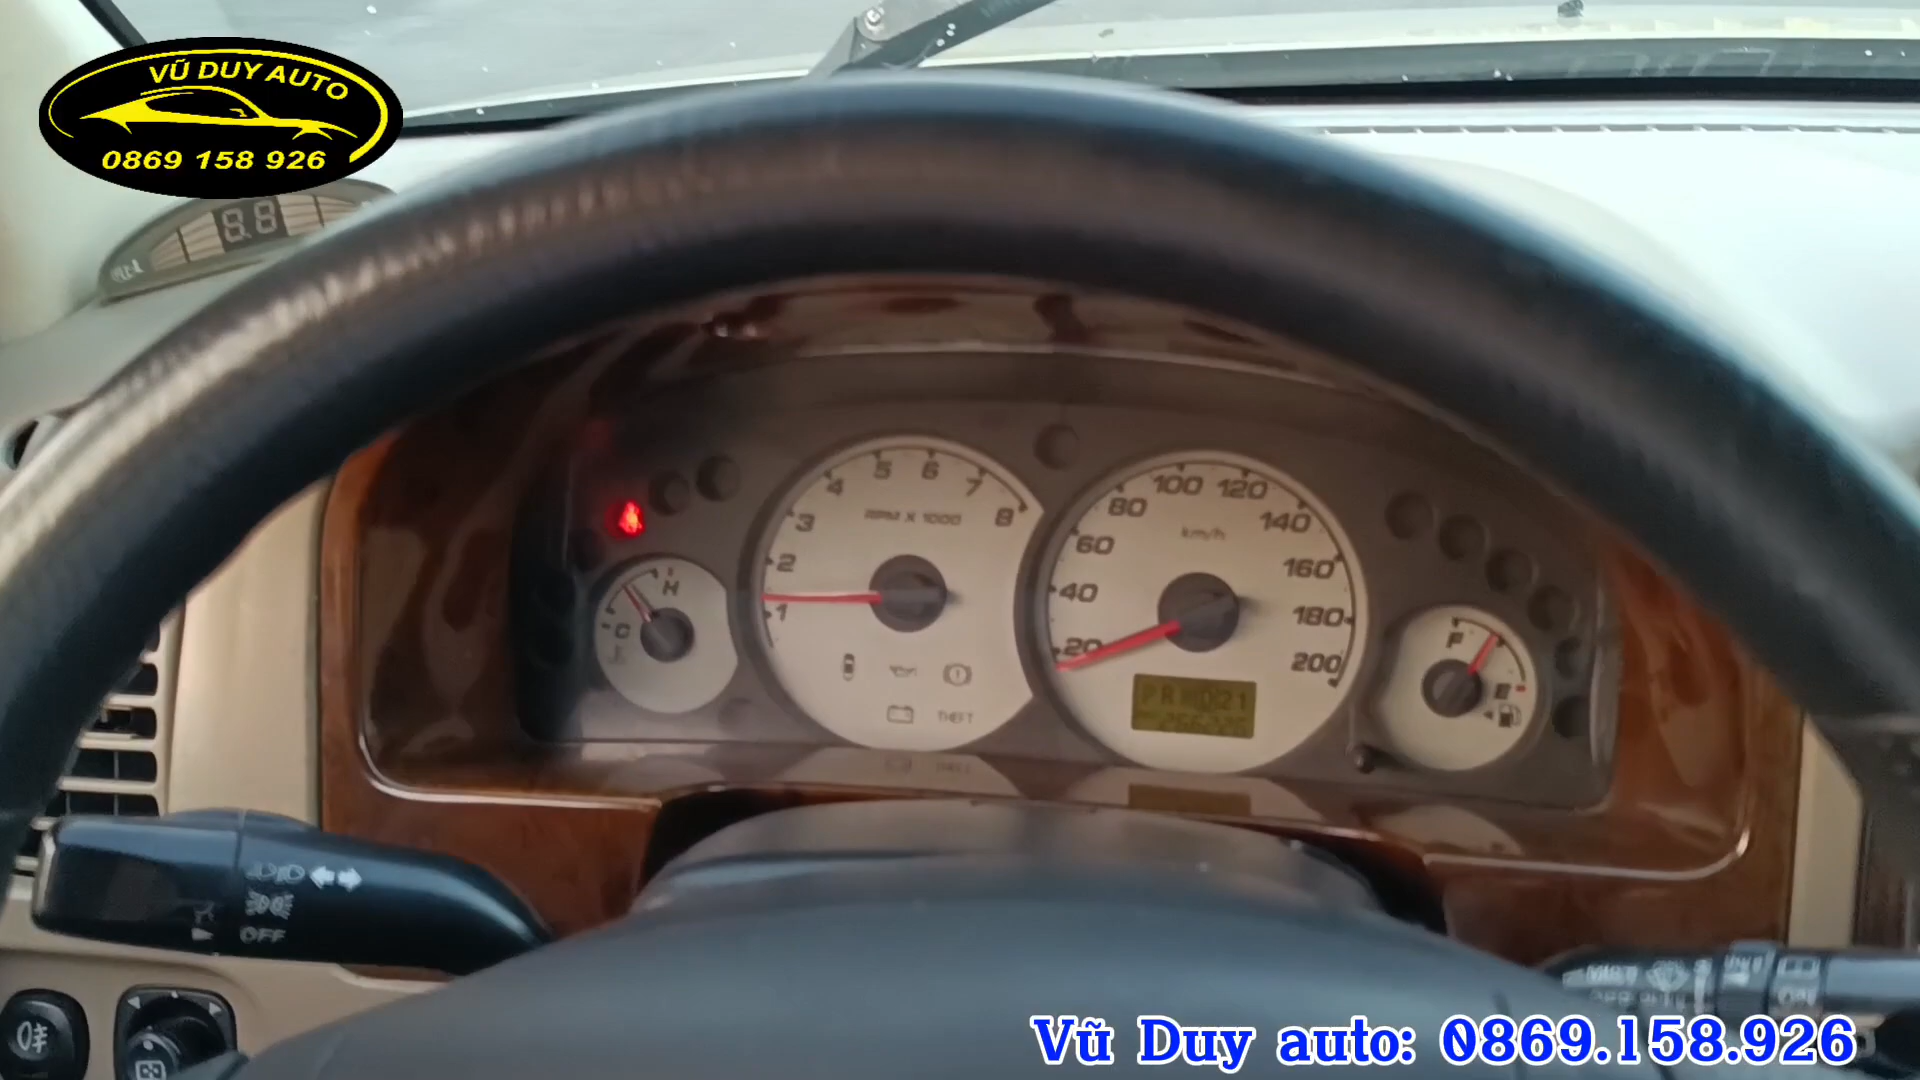 VŨ DUY AUTO
0869 158 926
8.8
4 5 6 7
3 RPM X 1000 8
2
1
H
C
THEFT
80 100 120
60 km/h 140
40 160
180
20 200
F
E
OFF
Vũ Duy auto: 0869.158.926